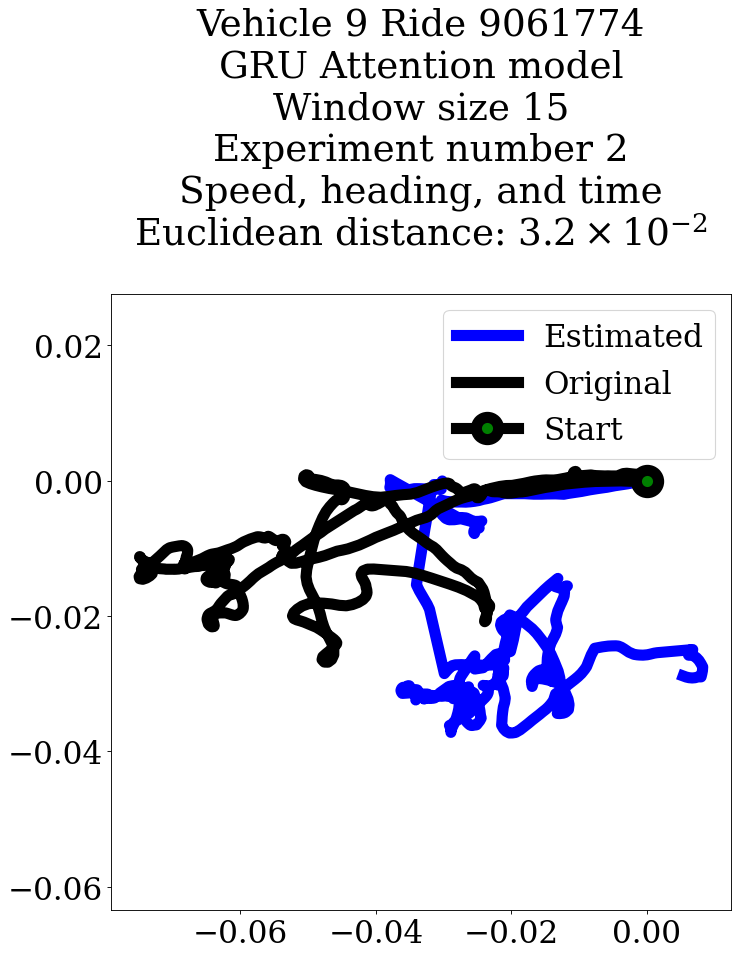 Vehicle 9 Ride 9061774
GRU Attention model
Window size 15
Experiment number 2
Speed, heading, and time
Euclidean distance: 3.2 × 10⁻²
Estimated
Original
Start
0.02
0.00
−0.02
−0.04
−0.06
−0.06 −0.04 −0.02 0.00